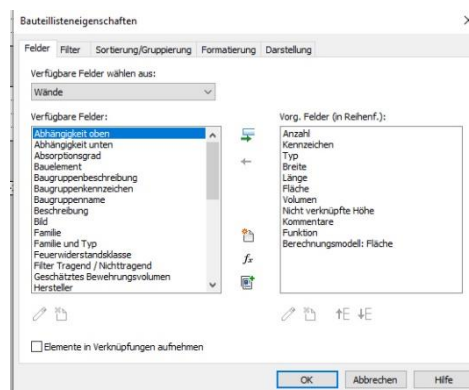 Bauteillisteneigenschaften
Felder Filter Sortierung/Gruppierung Formatierung Darstellung
Verfügbare Felder wählen aus:
Wände
Verfügbare Felder:
Abhängigkeit oben
Abhängigkeit unten
Absorptionsgrad
Bauelement
Baugruppenbeschreibung
Baugruppenkennzeichen
Baugruppenname
Beschreibung
Bild
Familie
Familie und Typ
Feuerwiderstandsklasse
Filter Tragend / Nichttragend
Geschätztes Bewehrungsvolumen
Hersteller
fx
Vorg. Felder (in Reihenf.):
Anzahl
Kennzeichen
Typ
Breite
Länge
Fläche
Volumen
Nicht verknüpfte Höhe
Kommentare
Funktion
Berechnungsmodell: Fläche
Elemente in Verknüpfungen aufnehmen
OK Abbrechen Hilfe